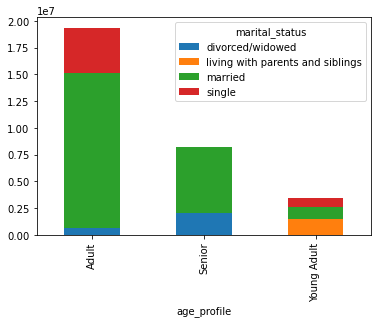 1e7
2.00
1.75
1.50
1.25
1.00
0.75
0.50
0.25
0.00
marital_status
divorced/widowed
living with parents and siblings
married
single
Adult
Senior
Young Adult
age_profile